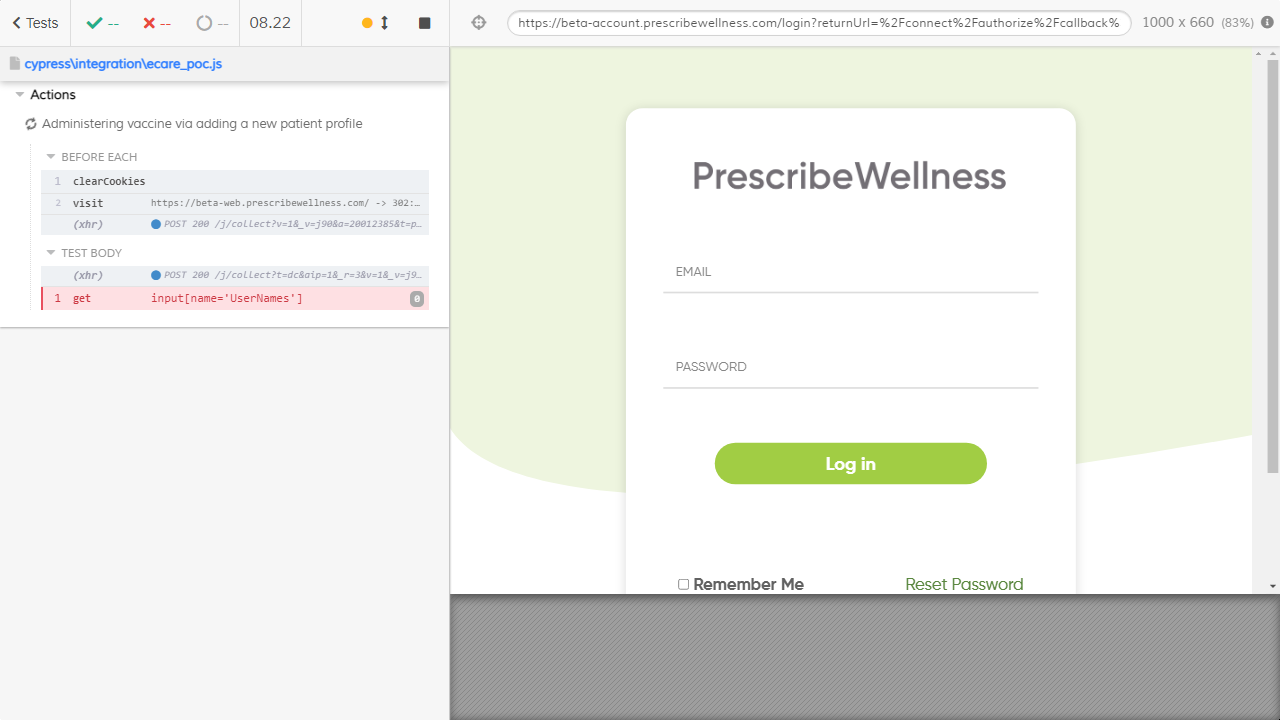 Tests
--
--
--
08.22
https://beta-account.prescribewellness.com/login?returnUrl=%2Fconnect%2Fauthorize%2Fcallback%
1000 x 660 (83%)
cypress\integration\ecare_poc.js
Actions
Administering vaccine via adding a new patient profile
BEFORE EACH
1 clearCookies
2 visit https://beta-web.prescribewellness.com/ -> 302:…
(xhr) POST 200 /j/collect?v=1&_v=j90&a=20012385&t=p…
TEST BODY
(xhr) POST 200 /j/collect?t=dc&aip=1&_r=3&v=1&_v=j9…
1 get input[name='UserNames'] 0
PrescribeWellness
EMAIL
PASSWORD
Log in
Remember Me Reset Password